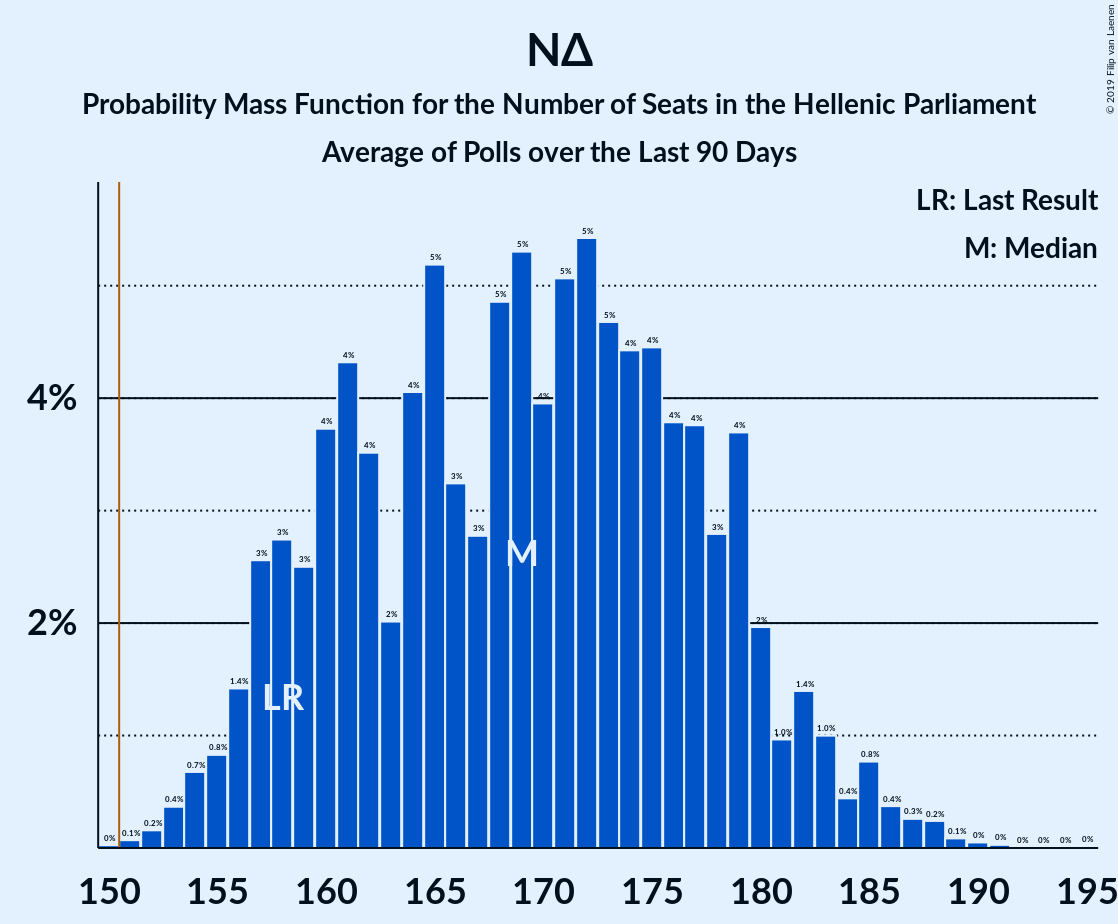 ΝΔ
Probability Mass Function for the Number of Seats in the Hellenic Parliament
Average of Polls over the Last 90 Days
© 2019 Filip van Laenen
LR: Last Result
M: Median
4%
2%
0% 0.1% 0.2% 0.4% 0.7% 0.8% 1.4% 3% 3% 3% 4% 4% 4% 2% 4% 5% 3% 3% 5% 5% 4% 5% 5% 5% 4% 4% 4% 4% 3% 4% 2% 1.0% 1.4% 1.0% 0.4% 0.8% 0.4% 0.3% 0.2% 0.1% 0% 0% 0% 0% 0% 0%
M
LR
150 155 160 165 170 175 180 185 190 195